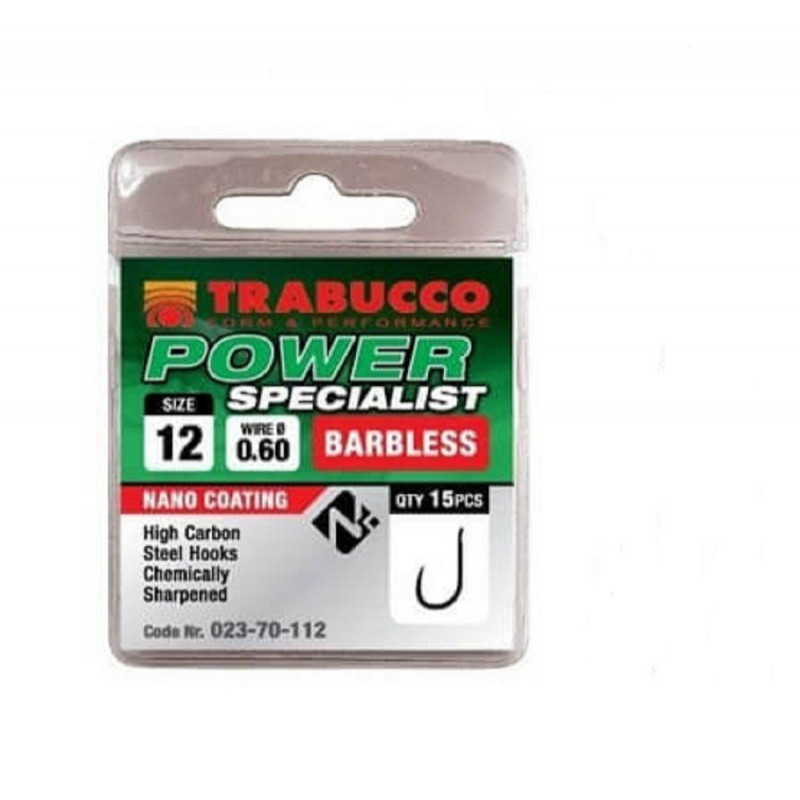 TRABUCCO
FORM & PERFORMANCE
POWER
SPECIALIST
SIZE
12
WIRE Ø
0.60
BARBLESS
NANO COATING
QTY 15PCS
High Carbon
Steel Hooks
Chemically
Sharpened
Code Nr. 023-70-112